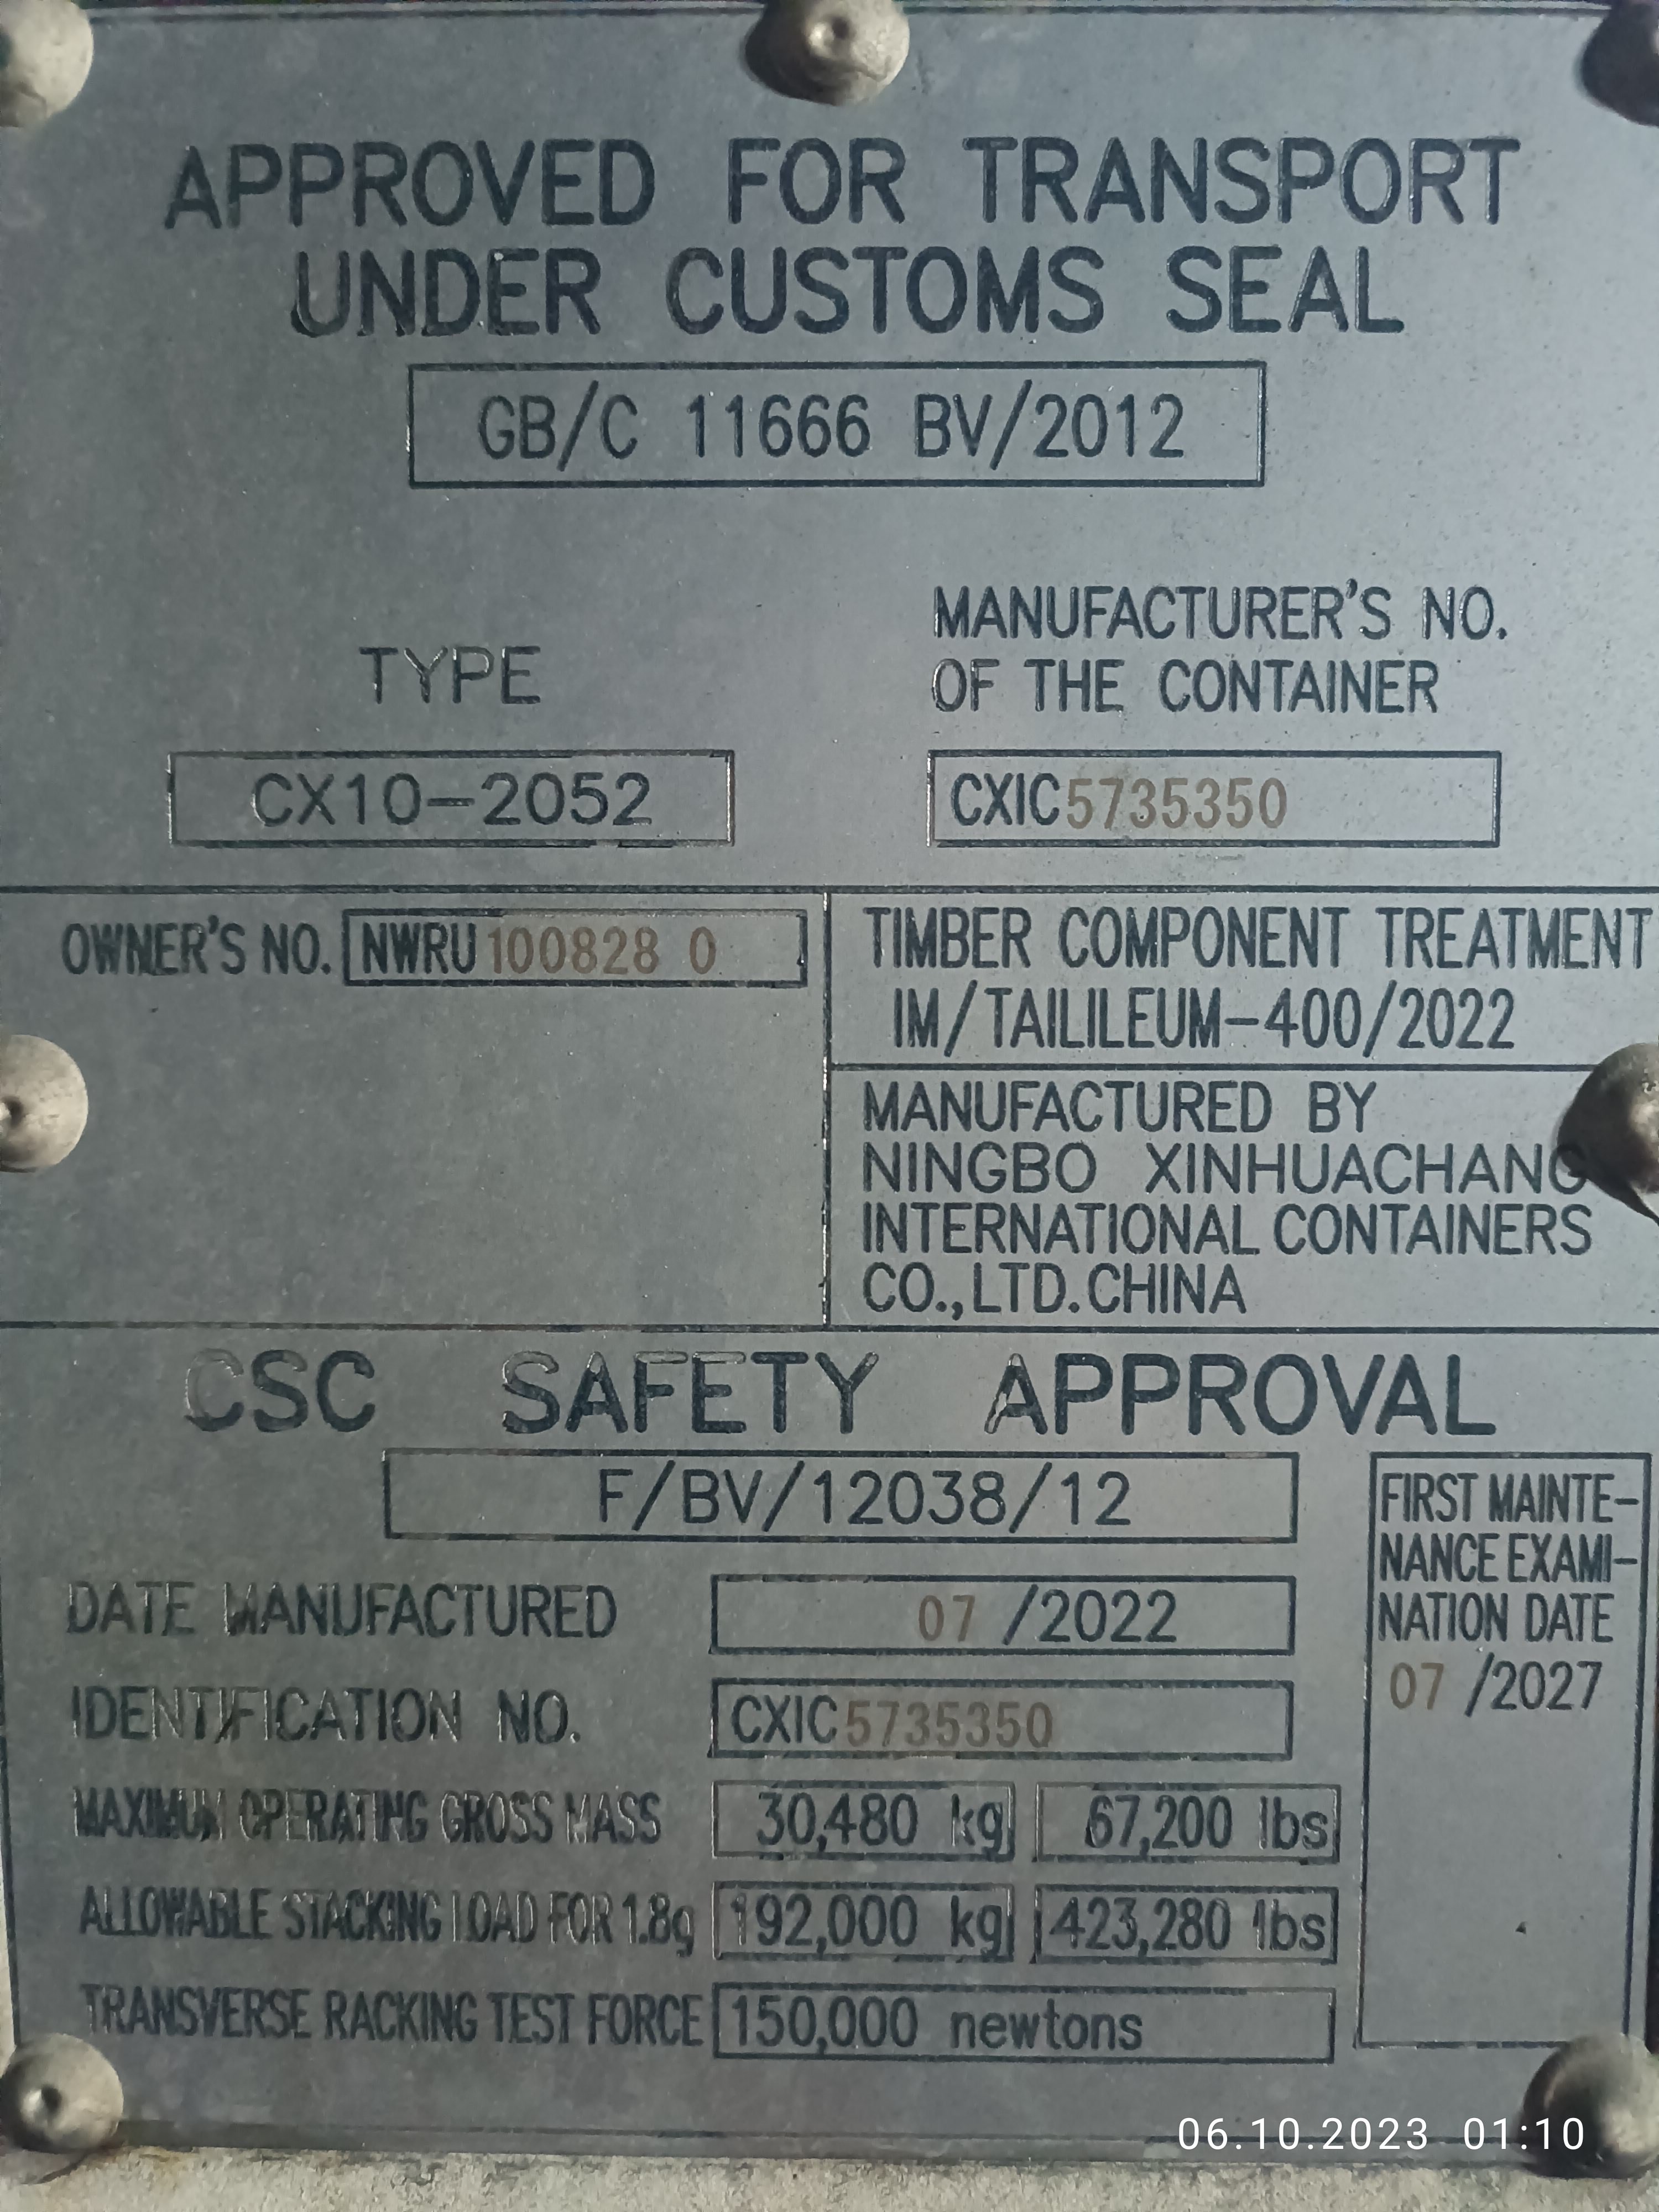 APPROVED FOR TRANSPORT
UNDER CUSTOMS SEAL
GB/C 11666 BV/2012
TYPE
CX10-2052
MANUFACTURER'S NO.
OF THE CONTAINER
CXIC5735350
OWNER'S NO. NWRU100828 0
TIMBER COMPONENT TREATMENT
IM/TAILILEUM-400/2022
MANUFACTURED BY
NINGBO XINHUACHANG
INTERNATIONAL CONTAINERS
CO.,LTD.CHINA
CSC SAFETY APPROVAL
F/BV/12038/12
DATE MANUFACTURED 07 /2022
IDENTIFICATION NO. CXIC5735350
MAXIMUM OPERATING GROSS MASS 30,480 kg 67,200 lbs
ALLOWABLE STACKING LOAD FOR 1.8g 192,000 kg 423,280 lbs
TRANSVERSE RACKING TEST FORCE 150,000 newtons
FIRST MAINTE-
NANCE EXAMI-
NATION DATE
07 /2027
06.10.2023 01:10